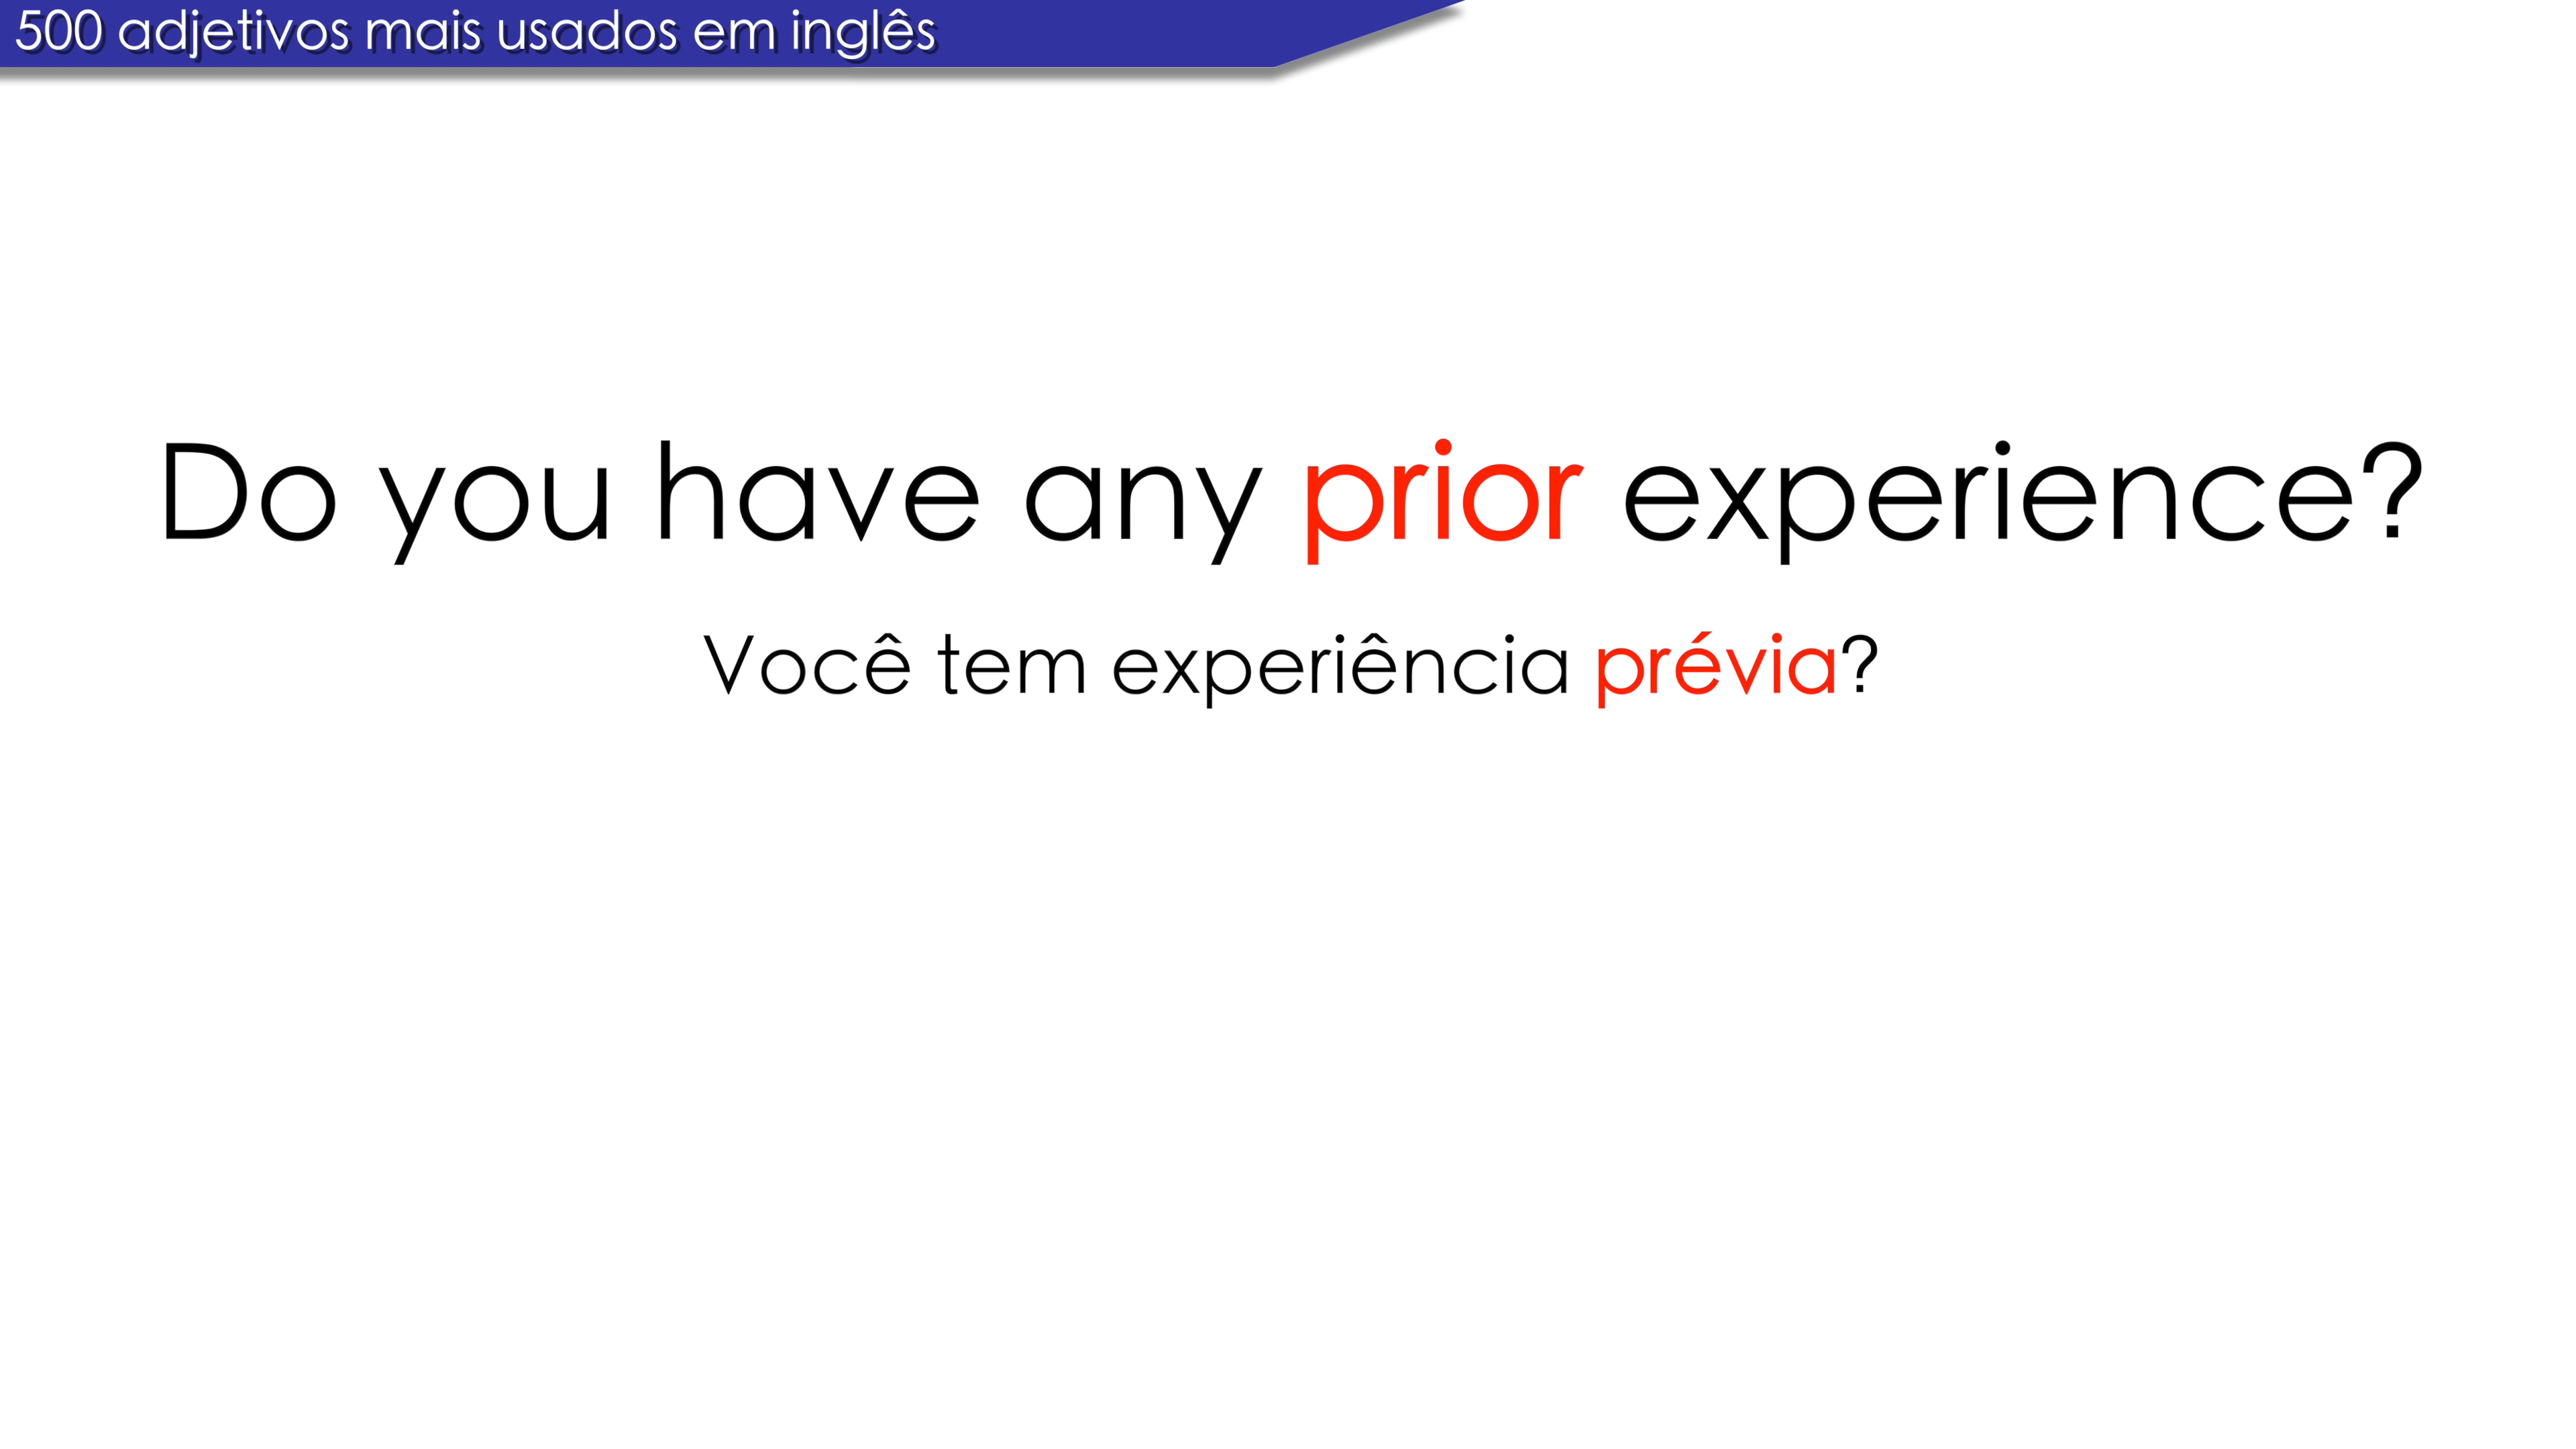 500 adjetivos mais usados em inglês
Do you have any prior experience?
Você tem experiência prévia?